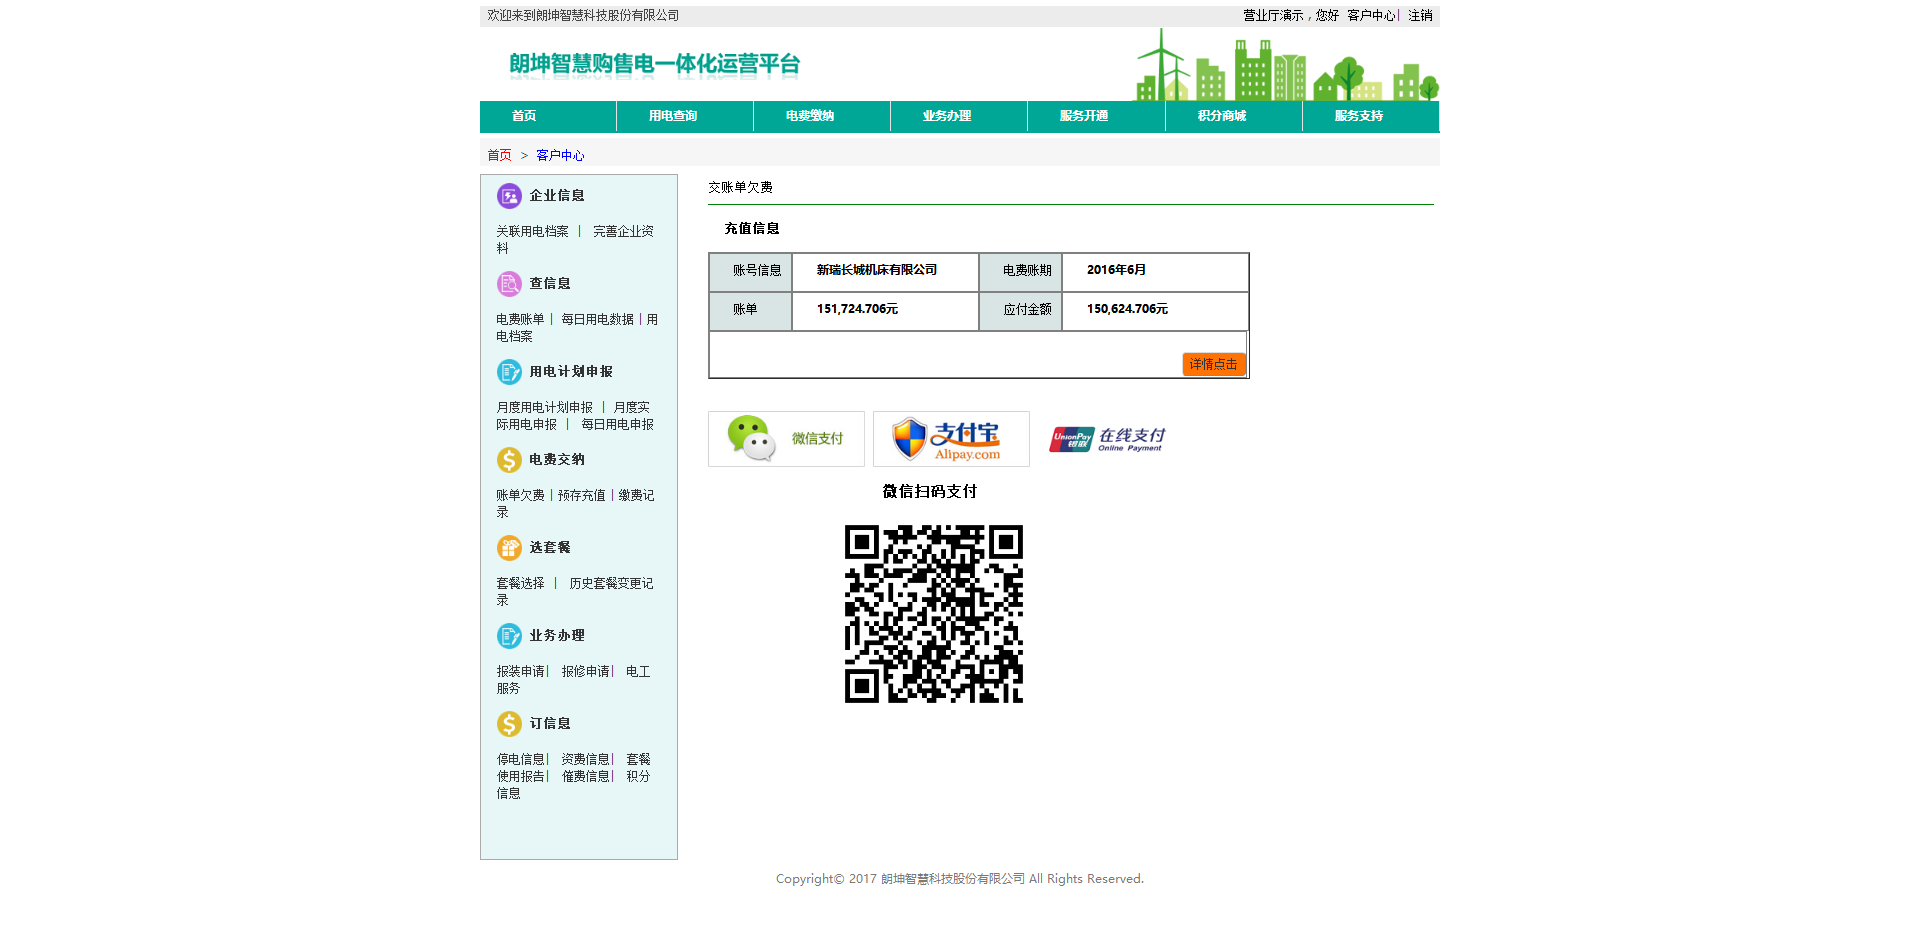 欢迎来到朗坤智慧科技股份有限公司
营业厅演示，您好 客户中心| 注销
朗坤智慧购售电一体化运营平台
首页 用电查询 电费缴纳 业务办理 服务开通 积分商城 服务支持
首页 > 客户中心
企业信息
关联用电档案 | 完善企业资
料
查信息
电费账单 | 每日用电数据 | 用
电档案
用电计划申报
月度用电计划申报 | 月度实
际用电申报 | 每日用电申报
电费交纳
账单欠费 | 预存充值 | 缴费记
录
选套餐
套餐选择 | 历史套餐变更记
录
业务办理
报装申请| 报修申请| 电工
服务
订信息
停电信息| 资费信息| 套餐
使用报告| 催费信息| 积分
信息
交账单欠费
充值信息
账号信息 新瑞长城机床有限公司 电费账期 2016年6月
账单 151,724.706元 应付金额 150,624.706元
详情点击
微信支付
支付宝
Alipay.com
UnionPay
银联
在线支付
Online Payment
微信扫码支付
Copyright© 2017 朗坤智慧科技股份有限公司 All Rights Reserved.